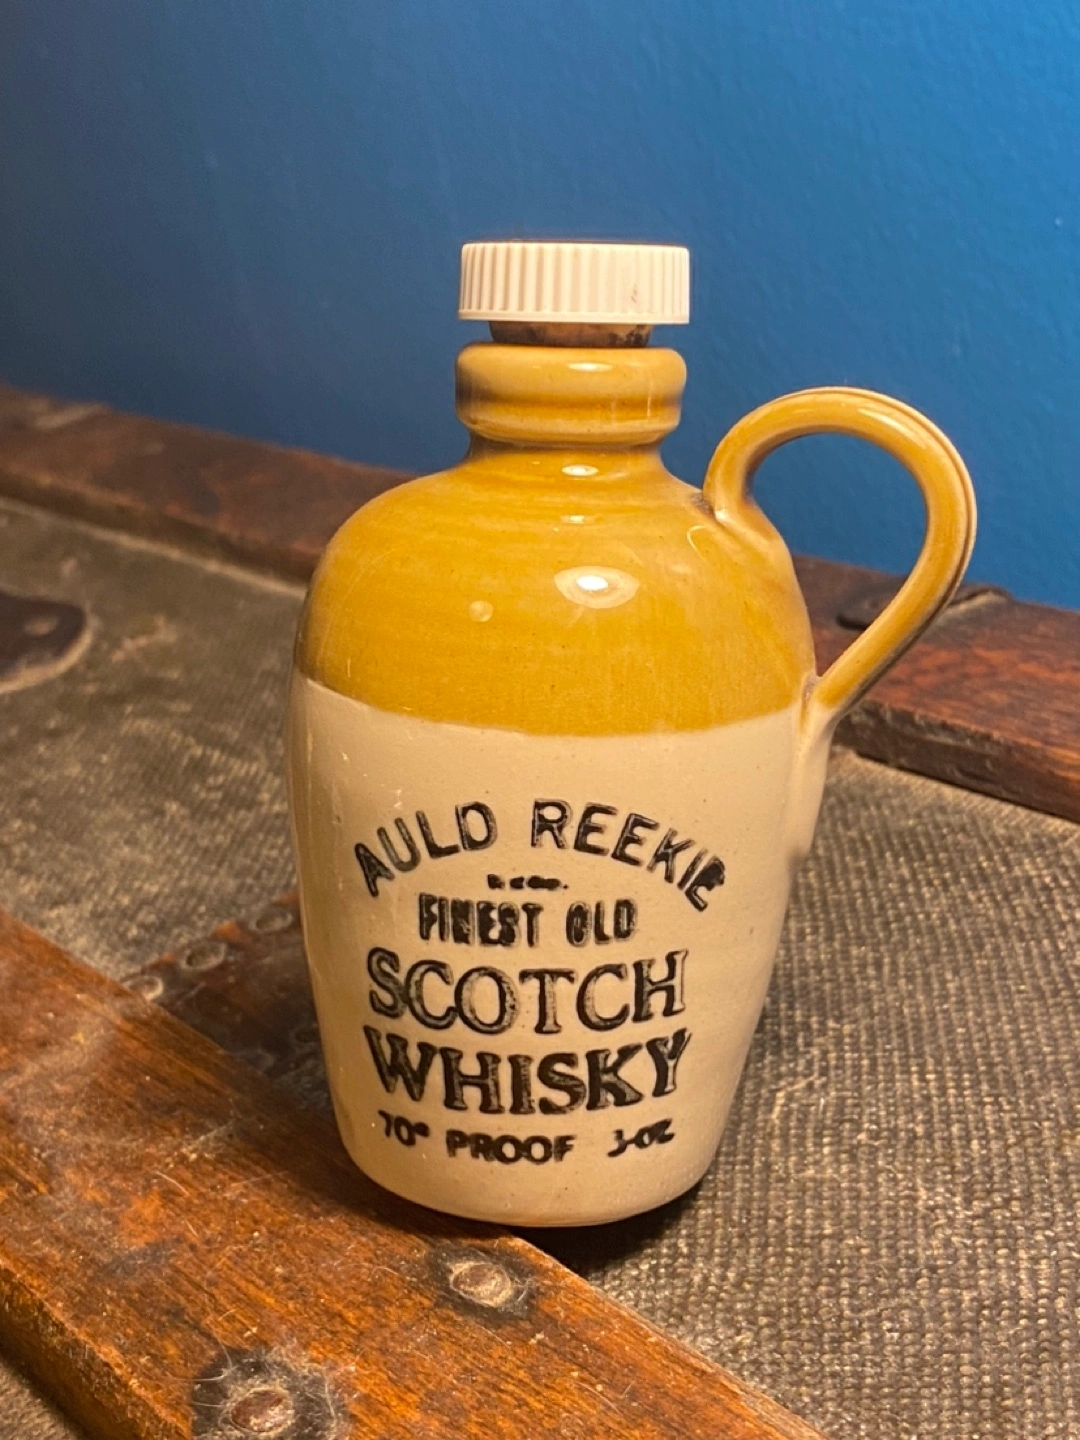 AULD REEKIE
FINEST OLD
SCOTCH
WHISKY
70° PROOF